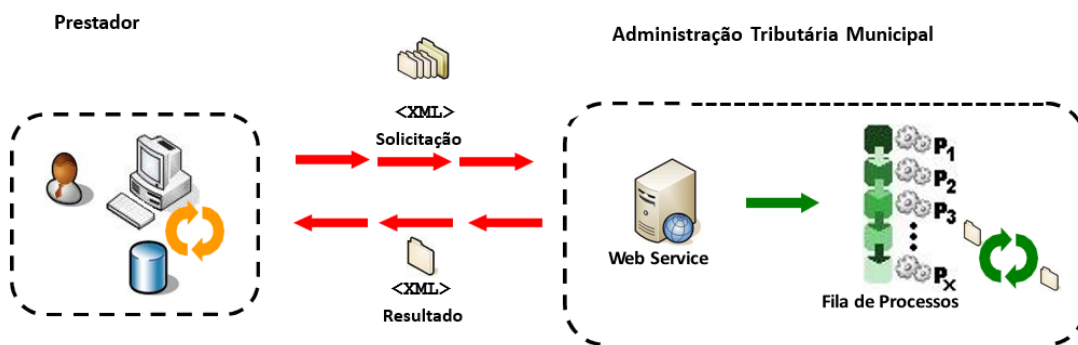 Prestador
Administração Tributária Municipal
<XML>
Solicitação
<XML>
Resultado
Web Service
P1
P2
P3
Px
Fila de Processos